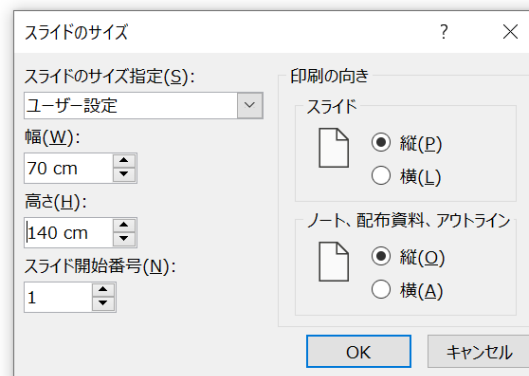 スライドのサイズ
?
スライドのサイズ指定(S):
ユーザー設定
幅(W):
70 cm
高さ(H):
140 cm
スライド開始番号(N):
1
印刷の向き
スライド
縦(P)
横(L)
ノート、配布資料、アウトライン
縦(O)
横(A)
OK
キャンセル